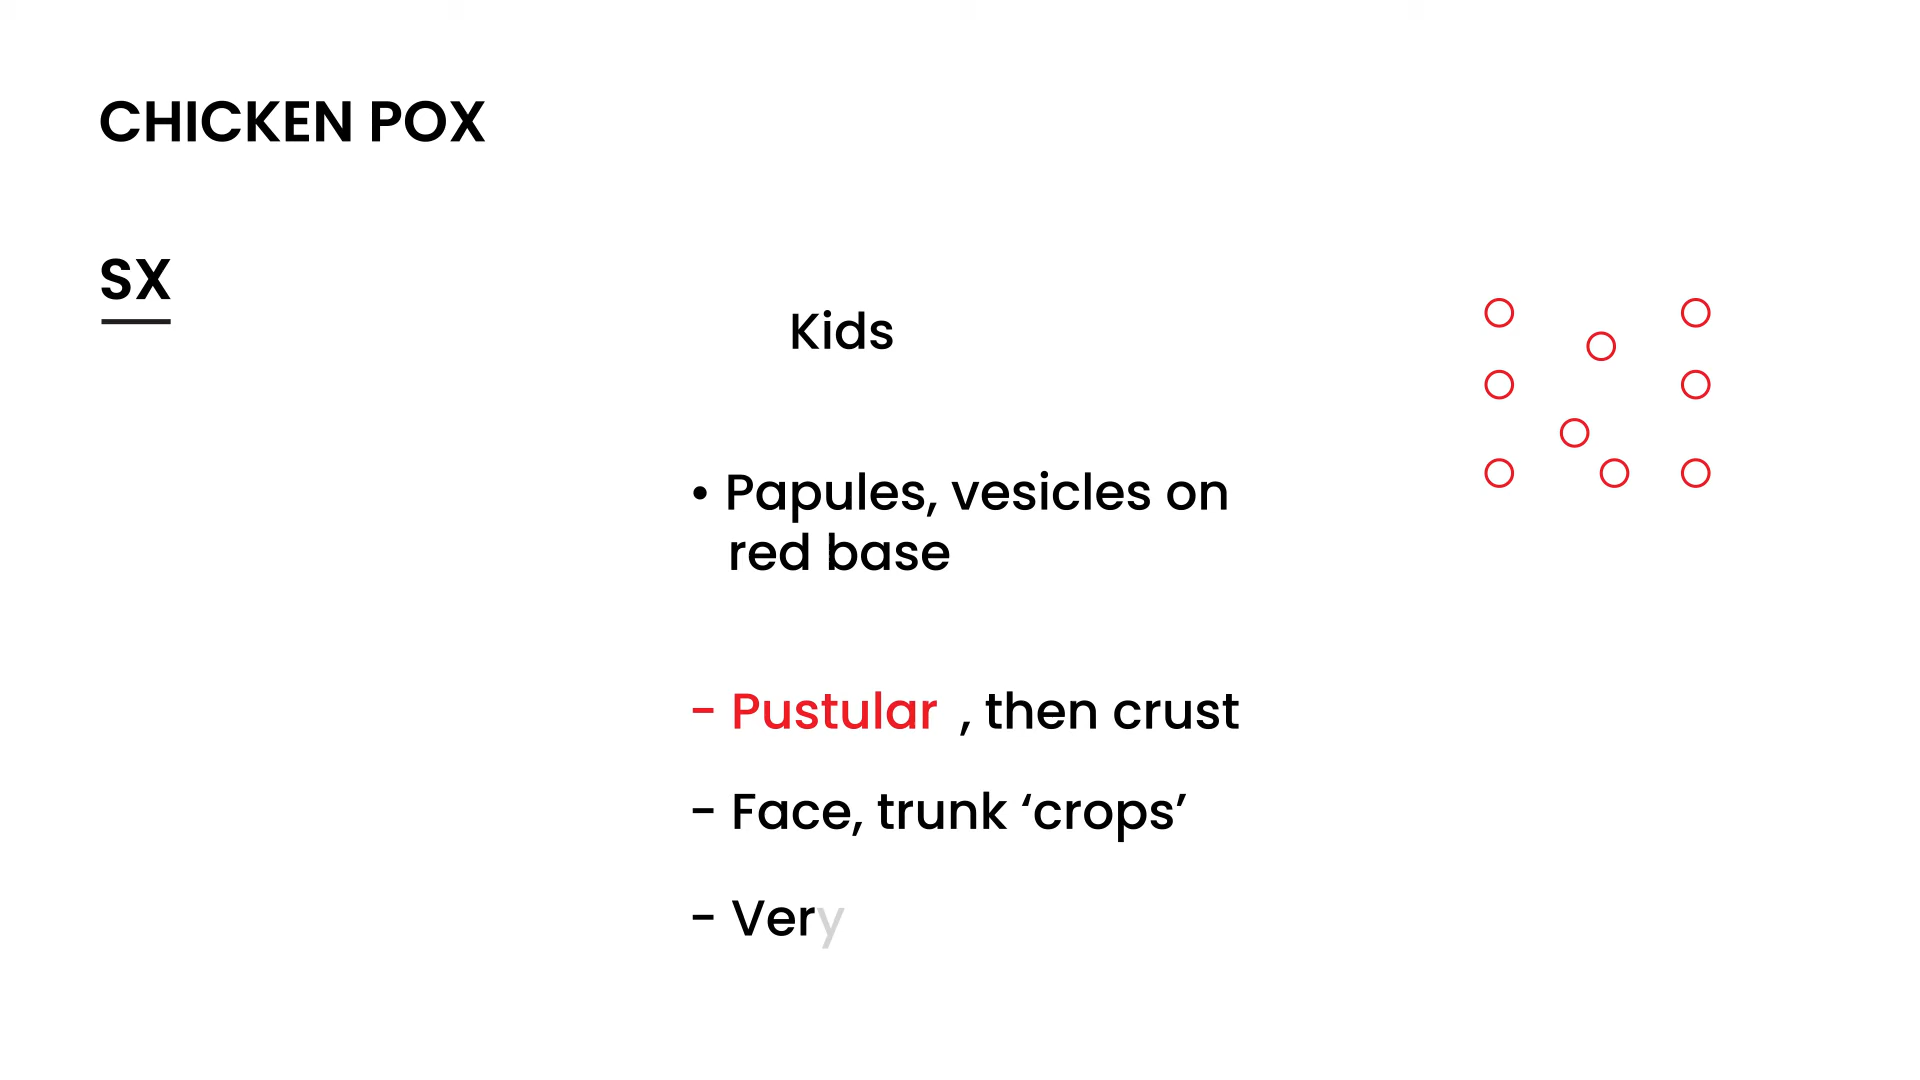 CHICKEN POX
SX
Kids
• Papules, vesicles on
red base
- Pustular , then crust
- Face, trunk ‘crops’
- Very